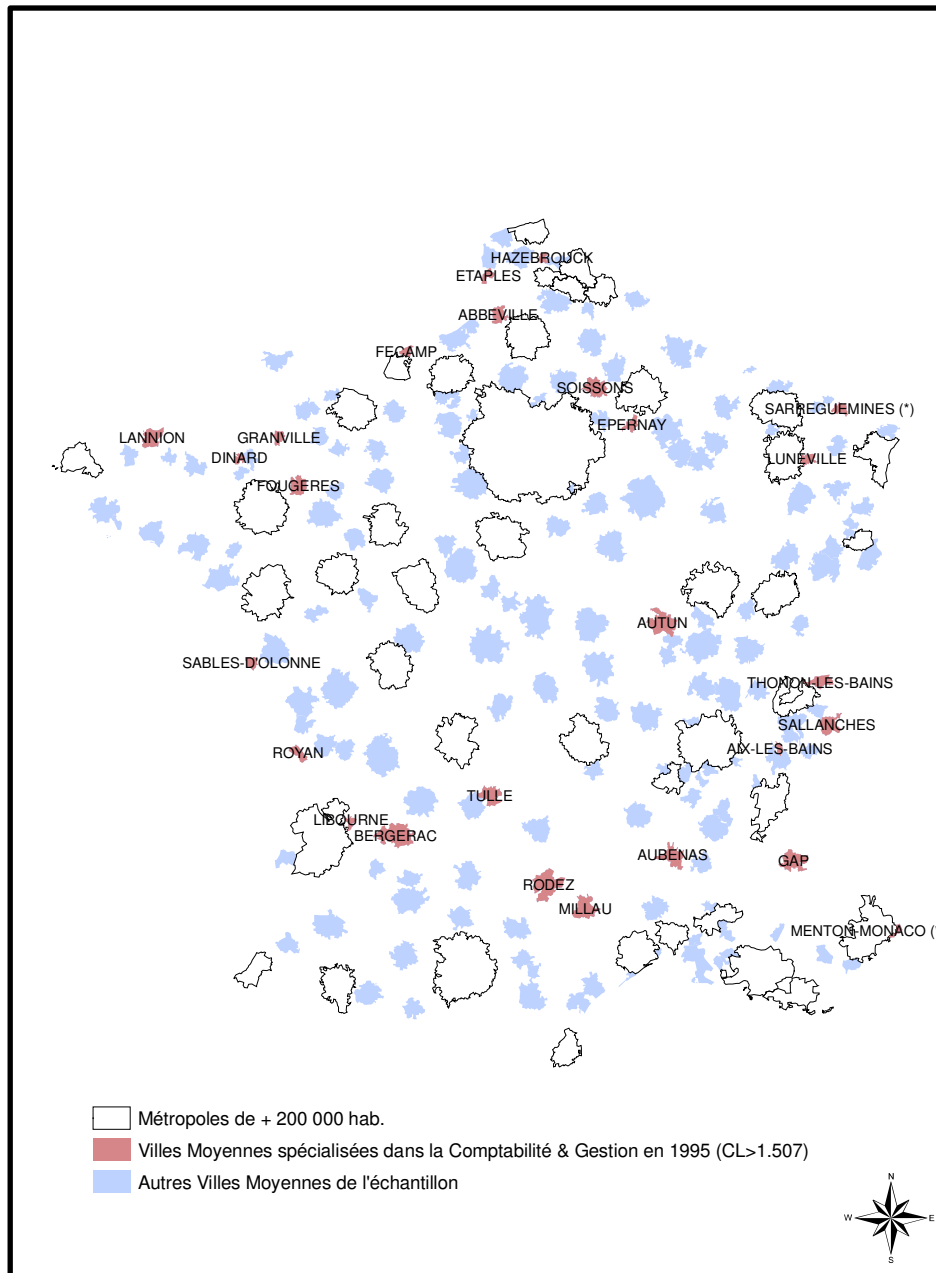 HAZEBROUCK
ETAPLES
ABBEVILLE
FECAMP
SOISSONS
SARREGUEMINES (*)
EPERNAY
LANNION
GRANVILLE
DINARD
LUNEVILLE
FOUGERES
AUTUN
SABLES-D'OLONNE
THONON-LES-BAINS
SALLANCHES
ROYAN
AIX-LES-BAINS
TULLE
LIBOURNE
BERGERAC
AUBENAS
GAP
RODEZ
MILLAU
MENTON-MONACO (*
Métropoles de + 200 000 hab.
Villes Moyennes spécialisées dans la Comptabilité & Gestion en 1995 (CL>1.507)
Autres Villes Moyennes de l'échantillon
N
W
E
S